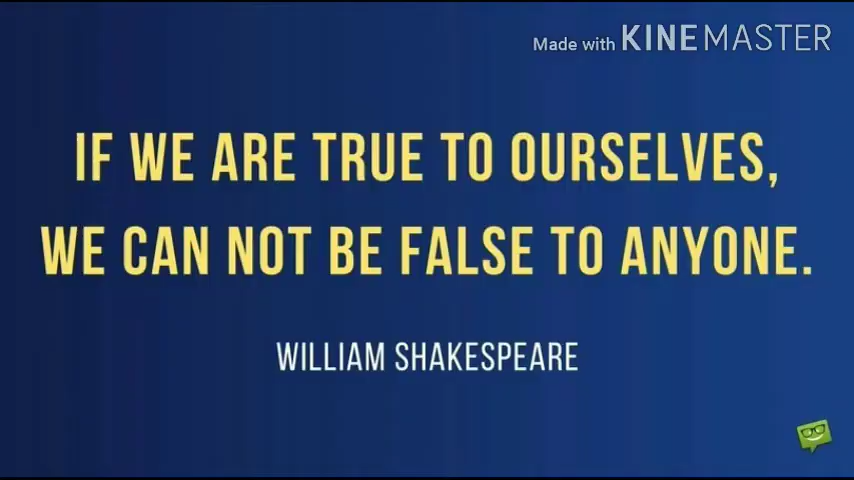 Made with KINEMASTER
IF WE ARE TRUE TO OURSELVES,
WE CAN NOT BE FALSE TO ANYONE.
WILLIAM SHAKESPEARE